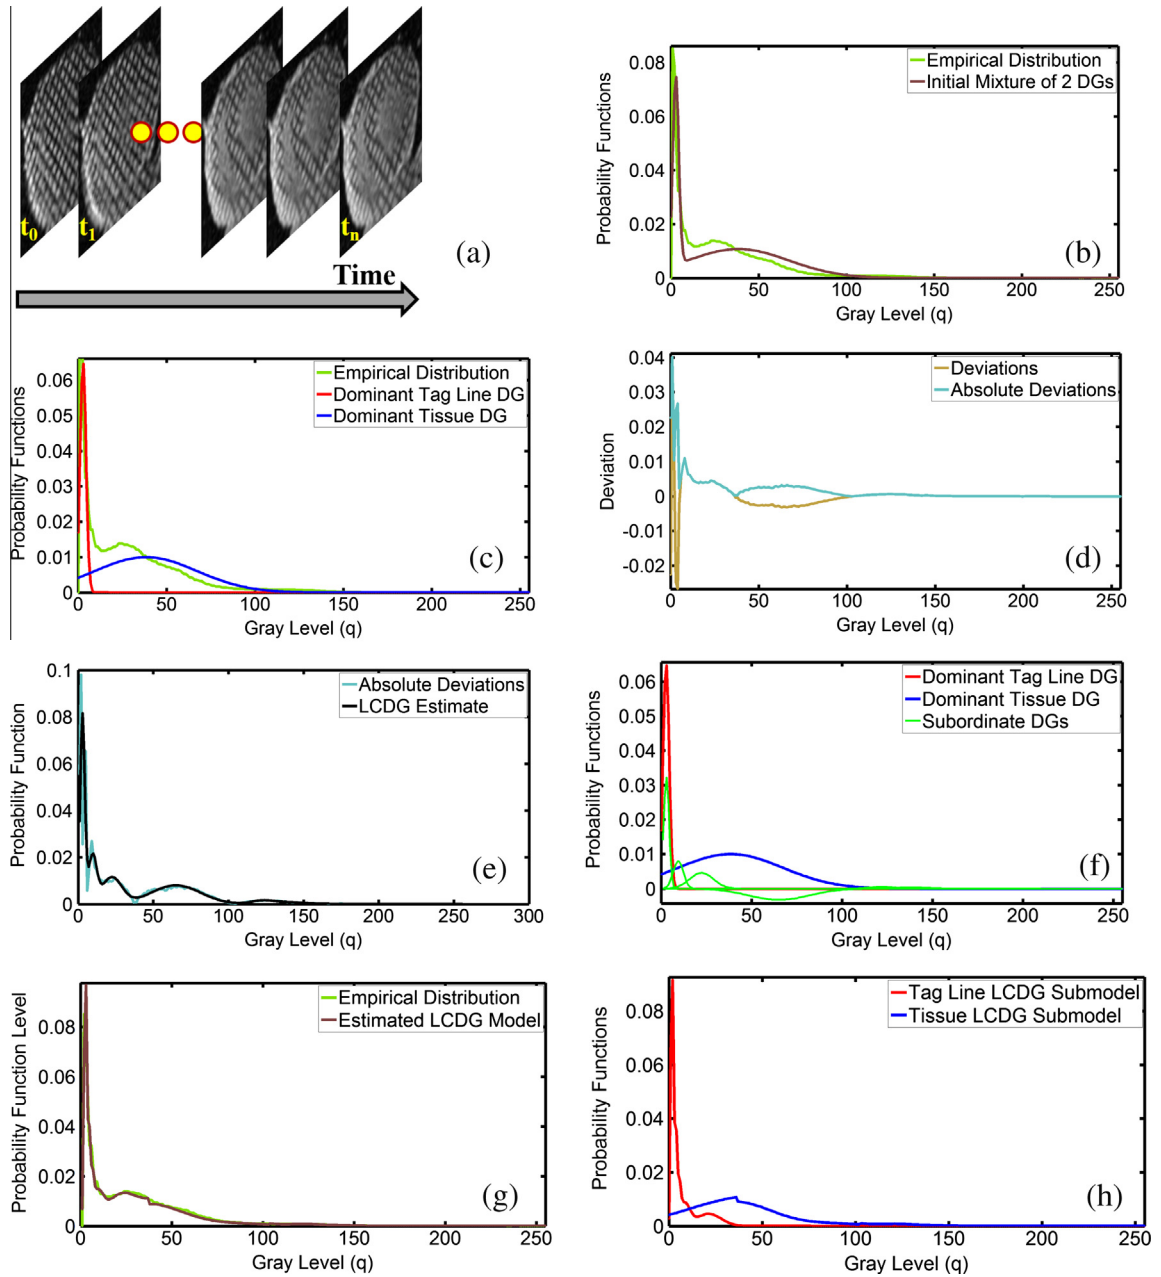 t0
t1
tn
(a)
Time
Probability Functions
0.08
0.06
0.04
0.02
0
0
50
100
150
200
250
Gray Level (q)
Empirical Distribution
Initial Mixture of 2 DGs
(b)
Probability Functions
0.06
0.05
0.04
0.03
0.02
0.01
0
0
50
100
150
200
250
Gray Level (q)
Empirical Distribution
Dominant Tag Line DG
Dominant Tissue DG
(c)
Deviation
0.04
0.03
0.02
0.01
0
-0.01
-0.02
0
50
100
150
200
250
Gray Level (q)
Deviations
Absolute Deviations
(d)
Probability Function
0.1
0.08
0.06
0.04
0.02
0
0
50
100
150
200
250
300
Gray Level (q)
Absolute Deviations
LCDG Estimate
(e)
Probability Functions
0.06
0.05
0.04
0.03
0.02
0.01
0
0
50
100
150
200
250
Gray Level (q)
Dominant Tag Line DG
Dominant Tissue DG
Subordinate DGs
(f)
Probability Function Level
0.08
0.06
0.04
0.02
0
0
50
100
150
200
250
Gray Level (q)
Empirical Distribution
Estimated LCDG Model
(g)
Probability Functions
0.08
0.06
0.04
0.02
0
0
50
100
150
200
250
Gray Level (q)
Tag Line LCDG Submodel
Tissue LCDG Submodel
(h)